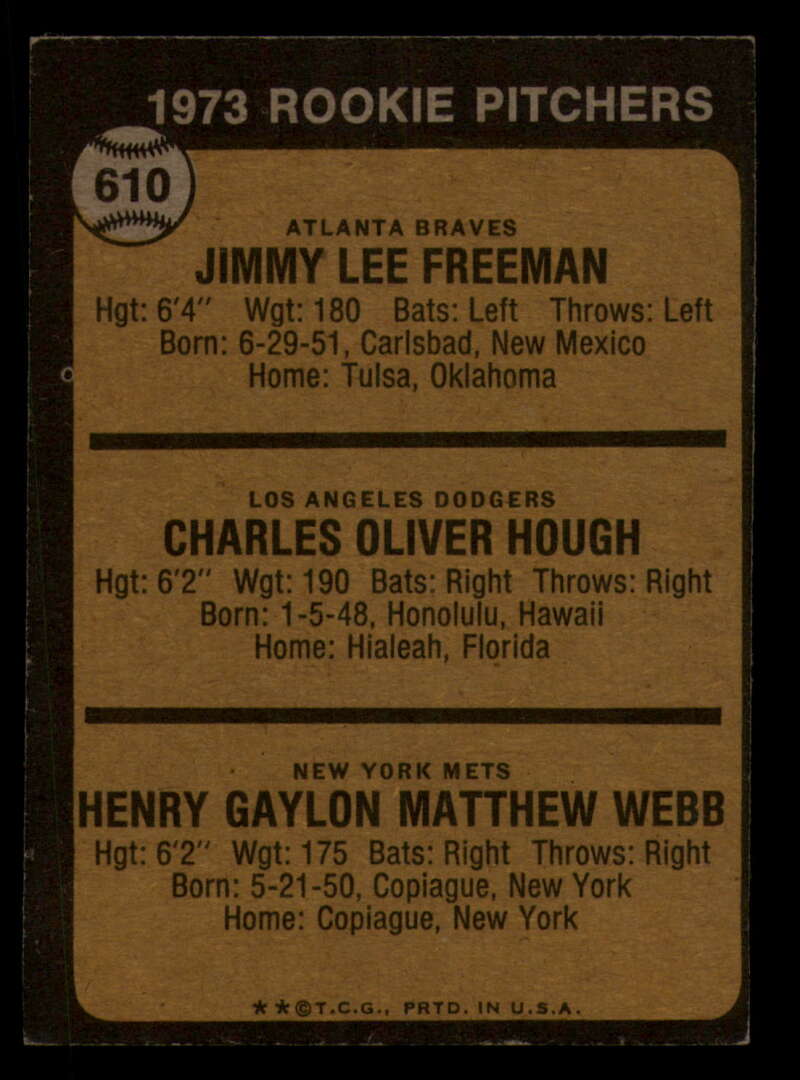 1973 ROOKIE PITCHERS
610
ATLANTA BRAVES
JIMMY LEE FREEMAN
Hgt: 6'4" Wgt: 180 Bats: Left Throws: Left
Born: 6-29-51, Carlsbad, New Mexico
Home: Tulsa, Oklahoma
LOS ANGELES DODGERS
CHARLES OLIVER HOUGH
Hgt: 6'2" Wgt: 190 Bats: Right Throws: Right
Born: 1-5-48, Honolulu, Hawaii
Home: Hialeah, Florida
NEW YORK METS
HENRY GAYLON MATTHEW WEBB
Hgt: 6'2" Wgt: 175 Bats: Right Throws: Right
Born: 5-21-50, Copiague, New York
Home: Copiague, New York
★★©T.C.G., PRTD. IN U.S.A.